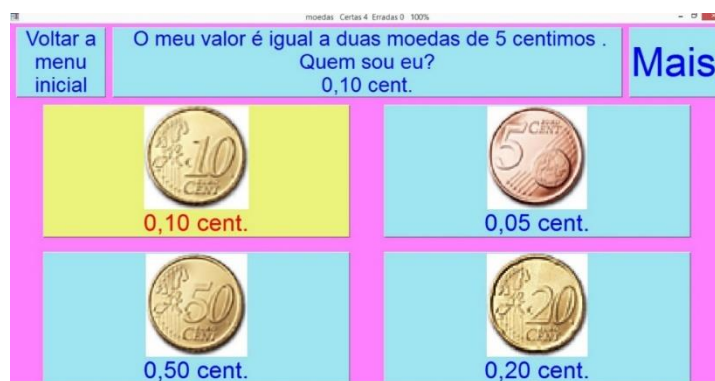 moedas Certas 4 Erradas 0 100%
Voltar a
menu
inicial
O meu valor é igual a duas moedas de 5 centimos .
Quem sou eu?
0,10 cent.
Mais
10
CENT
0,10 cent.
5
CENT
0,05 cent.
50
CENT
0,50 cent.
20
CENT
0,20 cent.